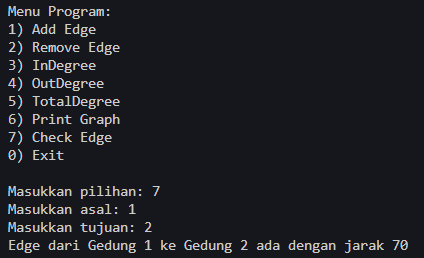 Menu Program:
1) Add Edge
2) Remove Edge
3) InDegree
4) OutDegree
5) TotalDegree
6) Print Graph
7) Check Edge
0) Exit
Masukkan pilihan: 7
Masukkan asal: 1
Masukkan tujuan: 2
Edge dari Gedung 1 ke Gedung 2 ada dengan jarak 70